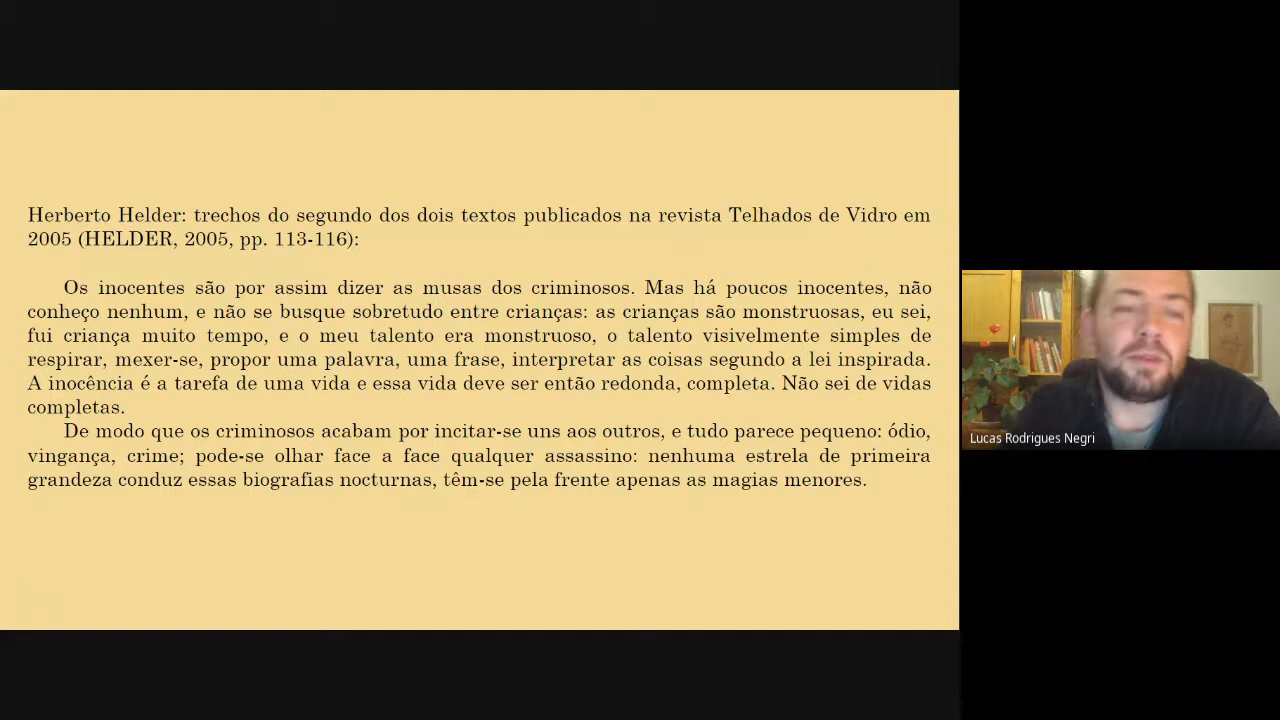 Herberto Helder: trechos do segundo dos dois textos publicados na revista Telhados de Vidro em
2005 (HELDER, 2005, pp. 113-116):
Os inocentes são por assim dizer as musas dos criminosos. Mas há poucos inocentes, não
conheço nenhum, e não se busque sobretudo entre crianças: as crianças são monstruosas, eu sei,
fui criança muito tempo, e o meu talento era monstruoso, o talento visivelmente simples de
respirar, mexer-se, propor uma palavra, uma frase, interpretar as coisas segundo a lei inspirada.
A inocência é a tarefa de uma vida e essa vida deve ser então redonda, completa. Não sei de vidas
completas.
De modo que os criminosos acabam por incitar-se uns aos outros, e tudo parece pequeno: ódio,
vingança, crime; pode-se olhar face a face qualquer assassino: nenhuma estrela de primeira
grandeza conduz essas biografias nocturnas, têm-se pela frente apenas as magias menores.
Lucas Rodrigues Negri